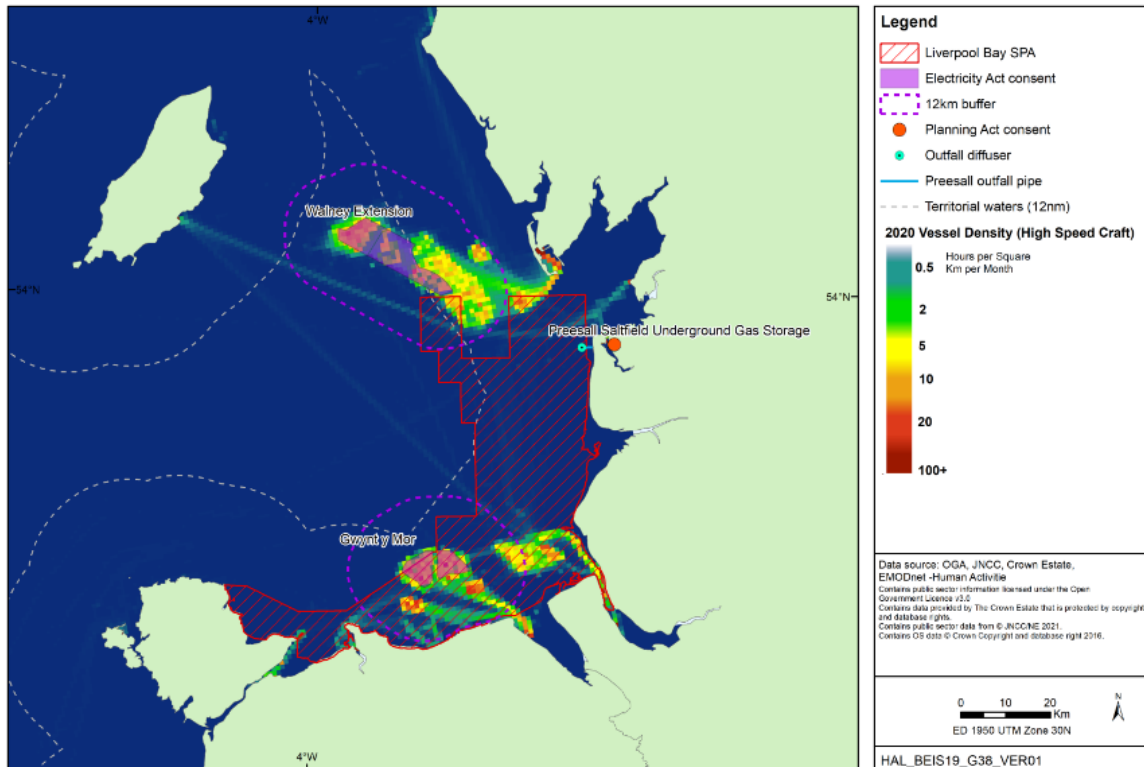 4°W
Walney Extension
54°N
54°N
Preesall Saltfield Underground Gas Storage
Gwynt y Mor
4°W
Legend
Liverpool Bay SPA
Electricity Act consent
12km buffer
Planning Act consent
Outfall diffuser
Preesall outfall pipe
Territorial waters (12nm)
2020 Vessel Density (High Speed Craft)
Hours per Square
Km per Month
0.5
2
5
10
20
100+
Data source: OGA, JNCC, Crown Estate,
EMODnet -Human Activitie
Contains public sector information licensed under the Open
Government Licence v3.0
Contains data provided by The Crown Estate that is protected by copyright
and database rights.
Contains public sector data from © JNCC/NE 2021.
Contains OS data © Crown Copyright and database right 2016.
0 10 20
Km
N
ED 1950 UTM Zone 30N
HAL_BEIS19_G38_VER01